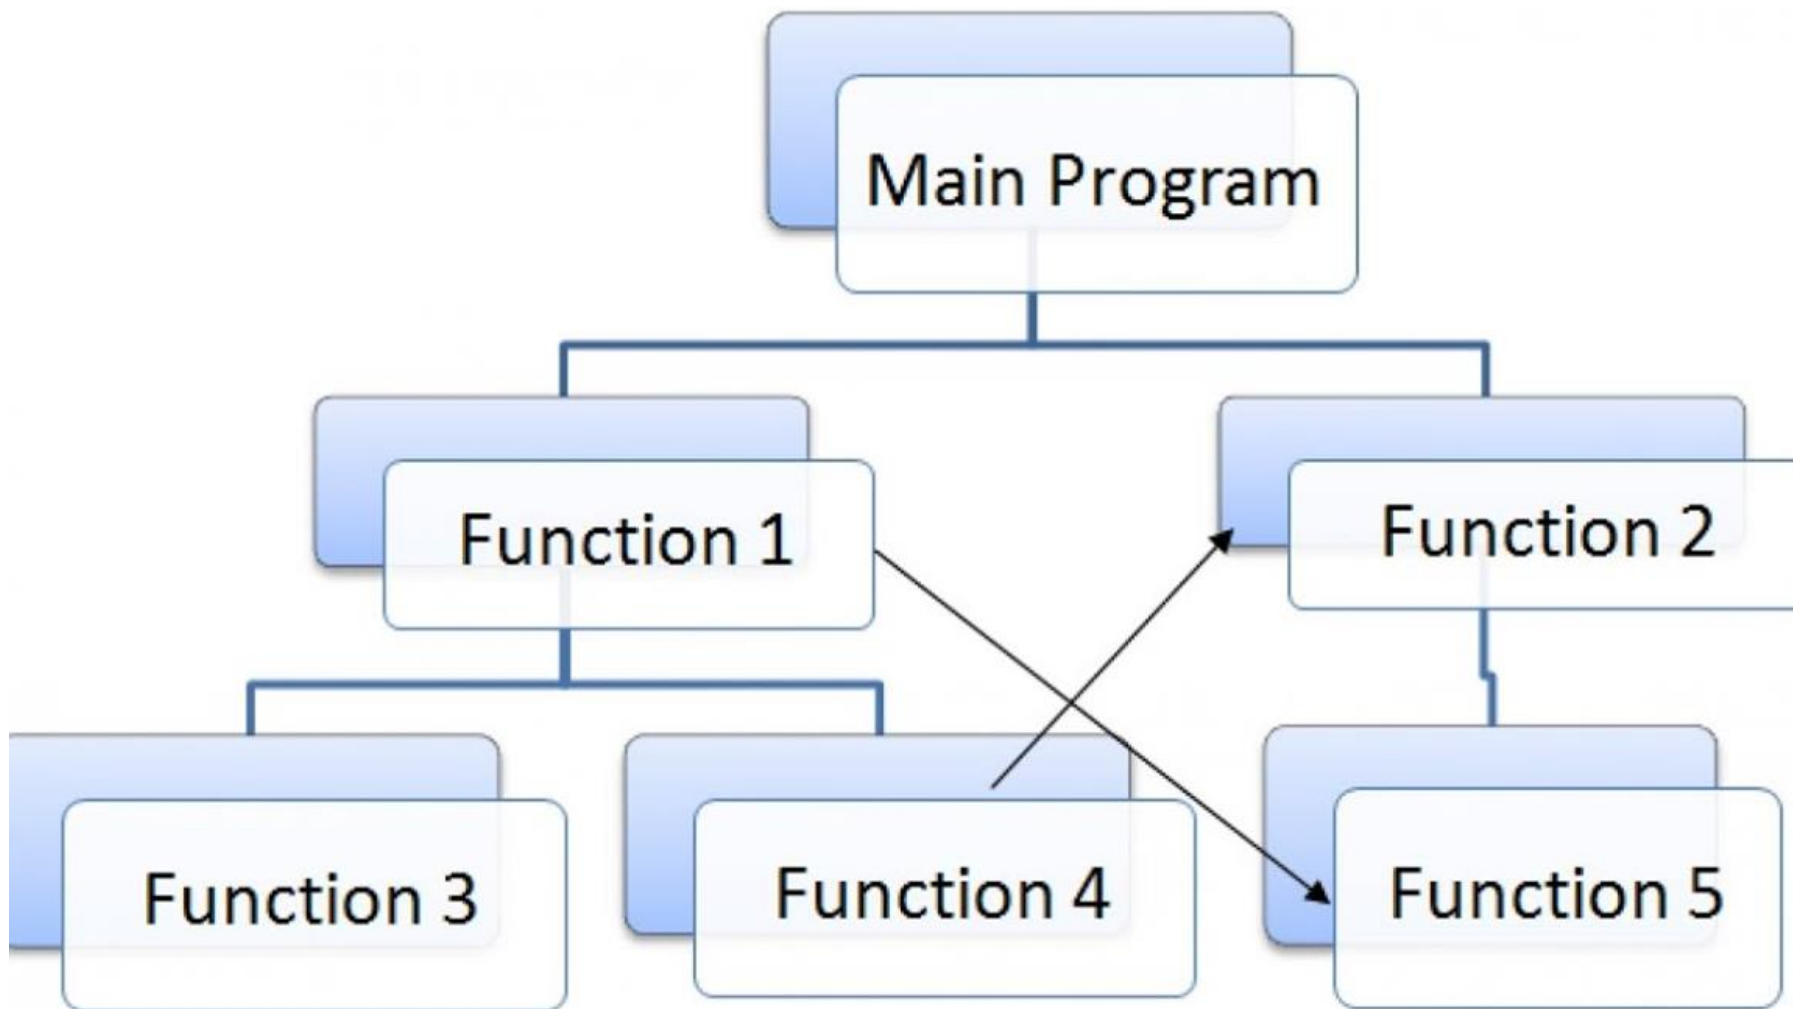 Main Program
Function 1
Function 2
Function 3
Function 4
Function 5